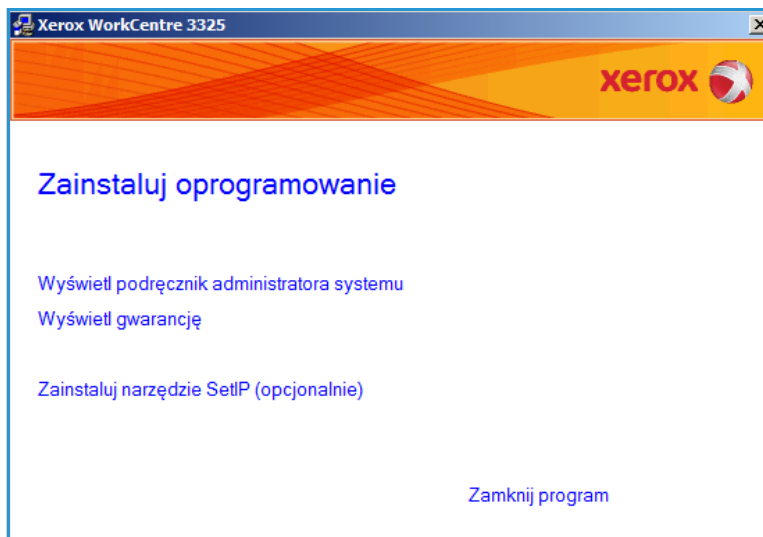 Xerox WorkCentre 3325
xerox
Zainstaluj oprogramowanie
Wyświetl podręcznik administratora systemu
Wyświetl gwarancję
Zainstaluj narzędzie SetIP (opcjonalnie)
Zamknij program